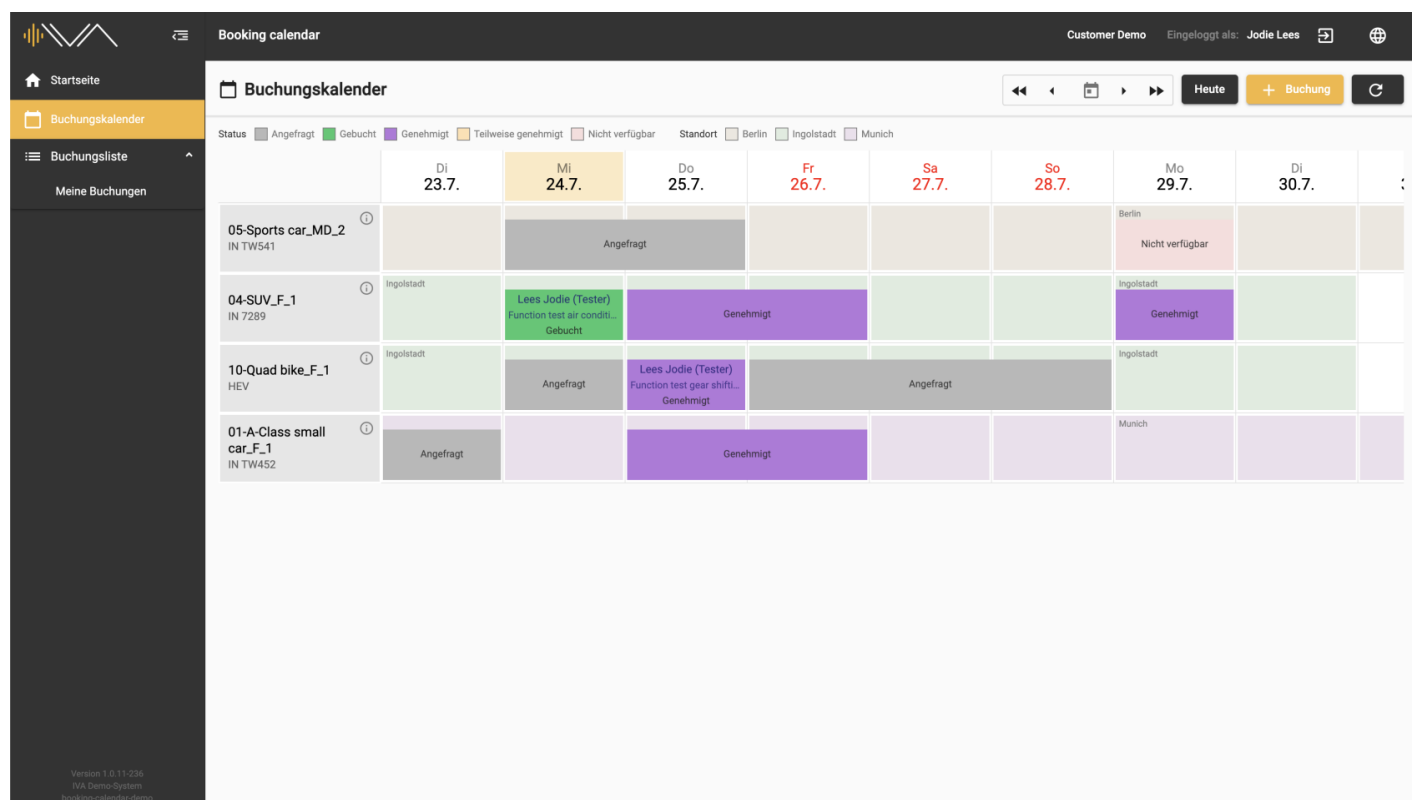 IVA
Booking calendar
Customer Demo Eingeloggt als: Jodie Lees
Startseite
Buchungskalender
Buchungsliste
Meine Buchungen
Buchungskalender
Heute
+ Buchung
Status Angefragt Gebucht Genehmigt Teilweise genehmigt Nicht verfügbar Standort Berlin Ingolstadt Munich
Di Mi Do Fr Sa So Mo Di
23.7. 24.7. 25.7. 26.7. 27.7. 28.7. 29.7. 30.7.
05-Sports car_MD_2
IN TW541
Angefragt
Berlin
Nicht verfügbar
04-SUV_F_1
IN 7289
Ingolstadt
Lees Jodie (Tester)
Function test air conditi...
Gebucht
Genehmigt
Ingolstadt
Genehmigt
10-Quad bike_F_1
HEV
Ingolstadt
Angefragt
Lees Jodie (Tester)
Function test gear shifti...
Genehmigt
Angefragt
Ingolstadt
01-A-Class small
car_F_1
IN TW452
Angefragt
Genehmigt
Munich
Version 1.0.11-236
IVA Demo-System
booking-calendar-demo